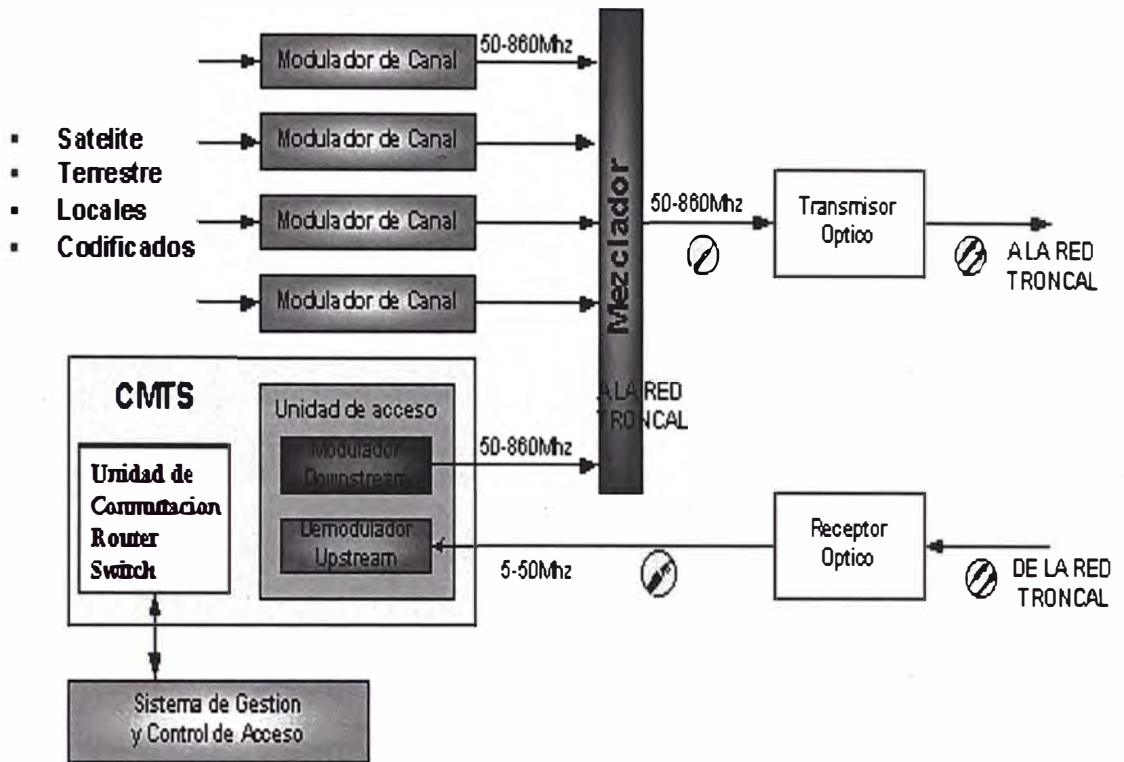 Modulador de Canal
50-860Mhz
Modulador de Canal
Modulador de Canal
Modulador de Canal
▪ Satelite
▪ Terrestre
▪ Locales
▪ Codificados
Mezclador
50-860Mhz
Transmisor
Optico
A LA RED
TRONCAL
CMTS
Unidad de
Conmutacion
Router
Switch
Unidad de acceso
Modulador
Downstream
Demodulador
Upstream
50-860Mhz
A LA RED
TRONCAL
5-50Mhz
Receptor
Optico
DE LA RED
TRONCAL
Sistema de Gestion
y Control de Acceso